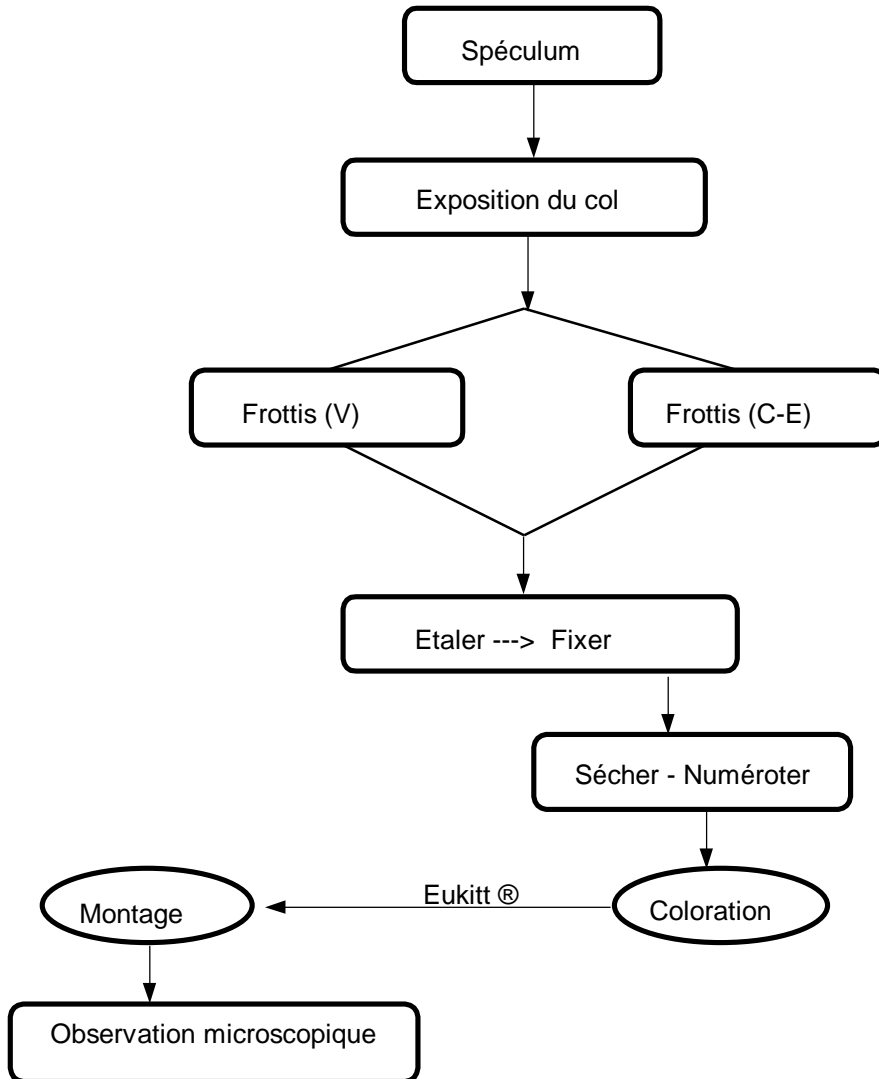 Spéculum
Exposition du col
Frottis (V)
Frottis (C-E)
Etaler ---> Fixer
Sécher - Numéroter
Eukitt ®
Montage
Coloration
Observation microscopique